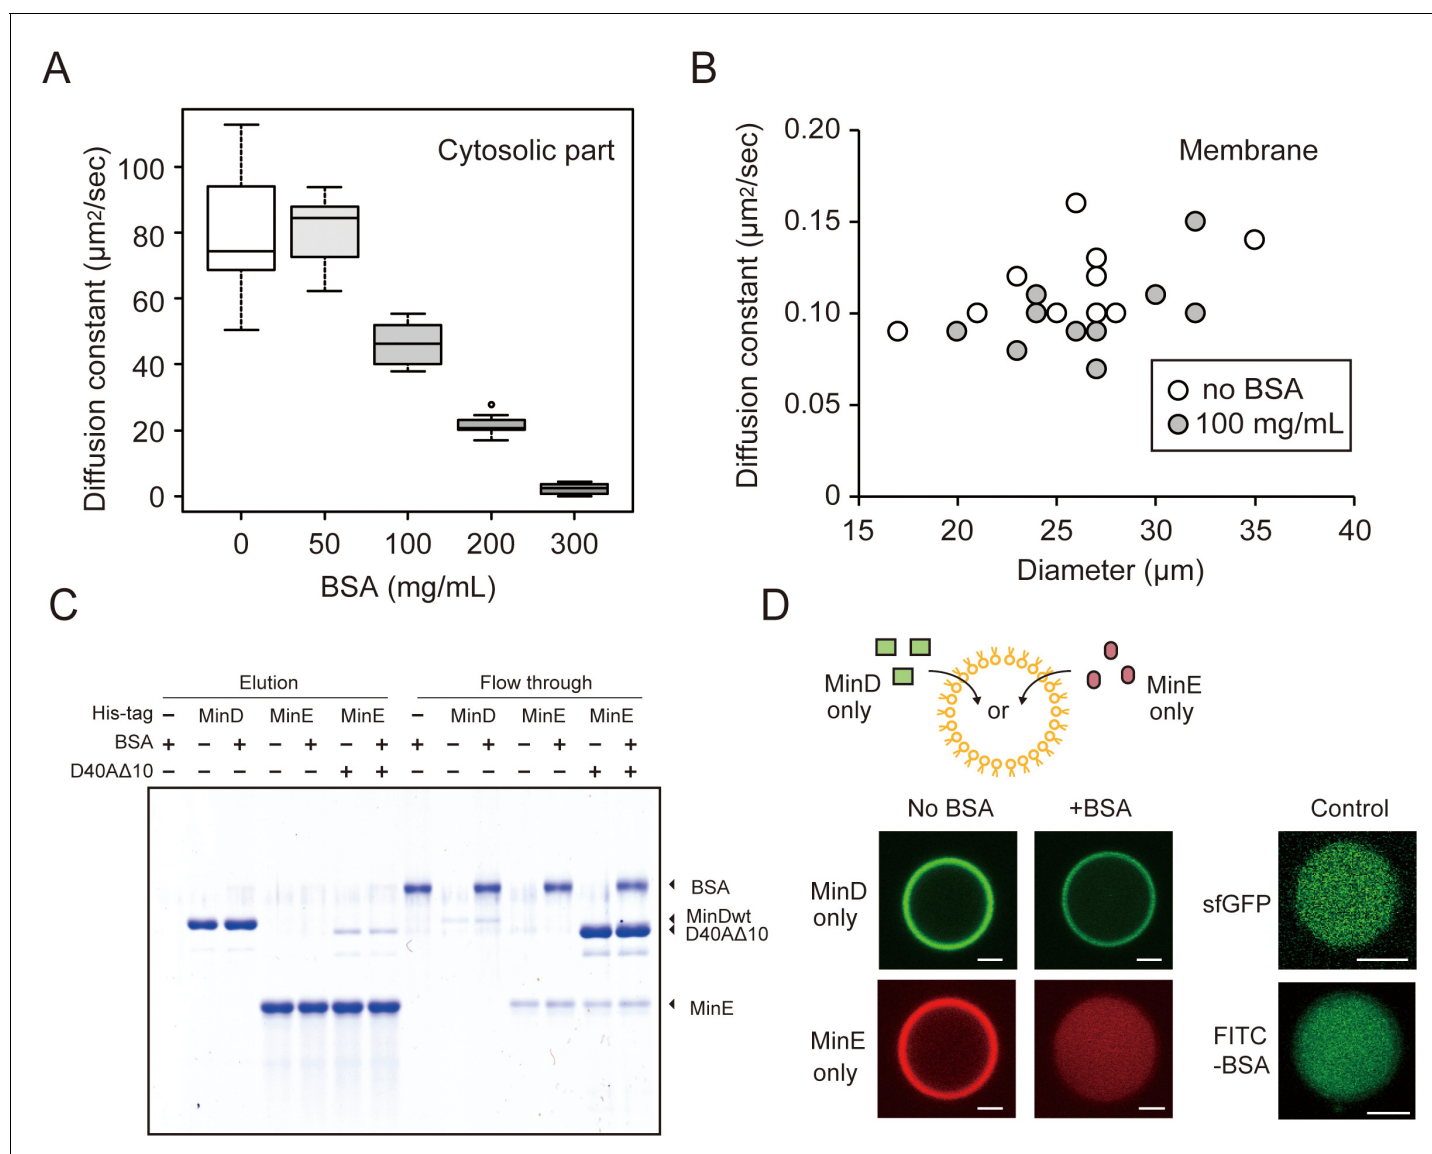 A
Diffusion constant (μm2/sec)
Cytosolic part
100
80
60
40
20
0
0 50 100 200 300
BSA (mg/mL)
B
Diffusion constant (μm2/sec)
Membrane
0.20
0.15
0.10
0.05
0
no BSA
100 mg/mL
15 20 25 30 35 40
Diameter (μm)
C
Elution Flow through
His-tag – MinD MinE MinE – MinD MinE MinE
BSA + – + – + – + + – + – + – +
D40AΔ10 – – – – – + + – – – – – + +
BSA
MinDwt
D40AΔ10
MinE
D
MinD
only
or
MinE
only
No BSA +BSA Control
MinD
only
sfGFP
MinE
only
FITC
-BSA